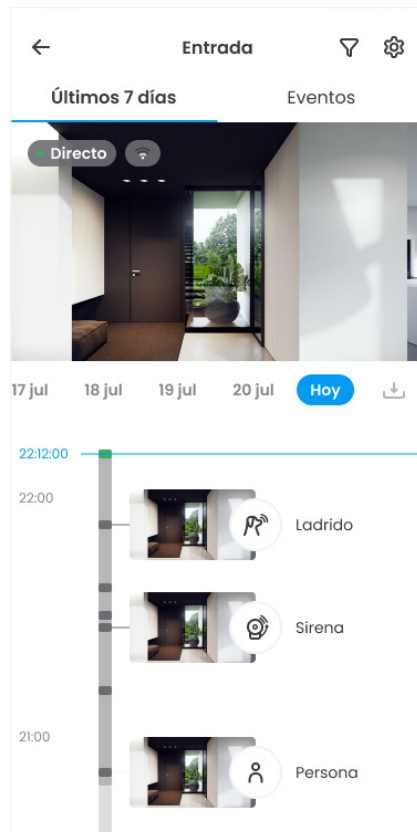 Entrada
Últimos 7 días Eventos
Directo
17 jul 18 jul 19 jul 20 jul Hoy
22:12:00
22:00
Ladrido
Sirena
21:00
Persona